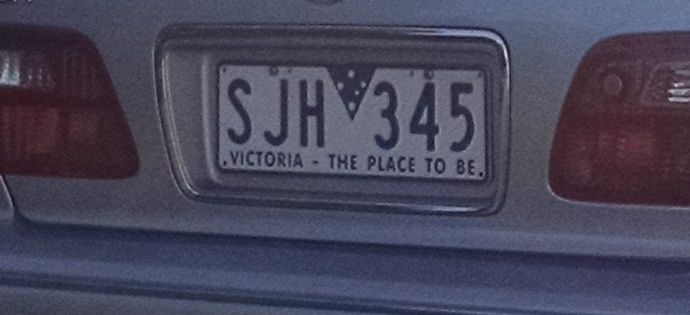 SJH 345
VICTORIA - THE PLACE TO BE